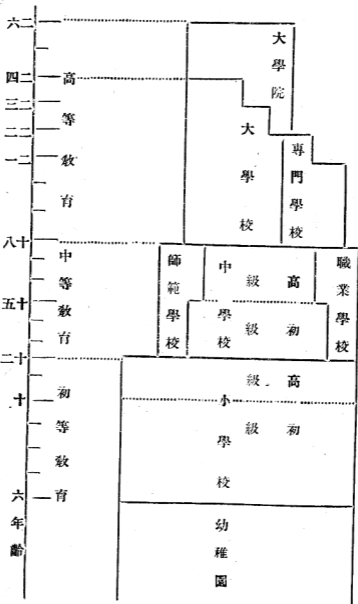 六二
四二
三二
二二
一二
八十
五十
二十
十
六
年齡
高等教育
中等教育
初等教育
大學院
大學校
專門學校
師範學校
中學校
高級
初級
職業學校
小學校
高級
初級
幼稚園